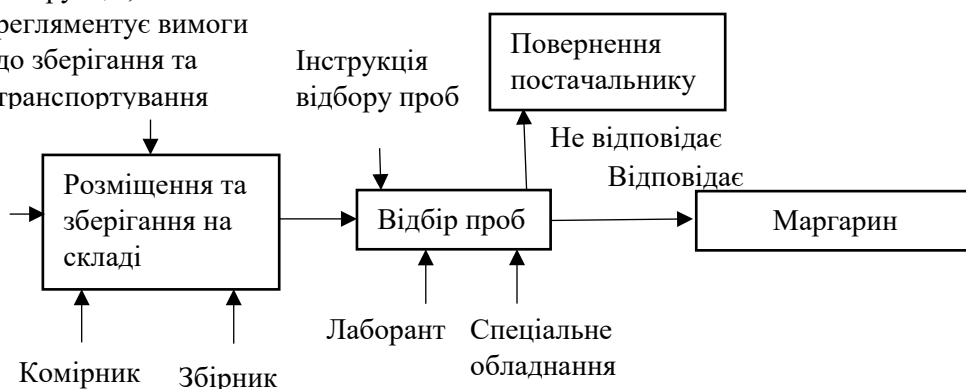 регляментує вимоги
до зберігання та
транспортування
Інструкція
відбору проб
Повернення
постачальнику
Не відповідає
Відповідає
Розміщення та
зберігання на
складі
Відбір проб
Маргарин
Лаборант
Спеціальне
обладнання
Комірник
Збірник